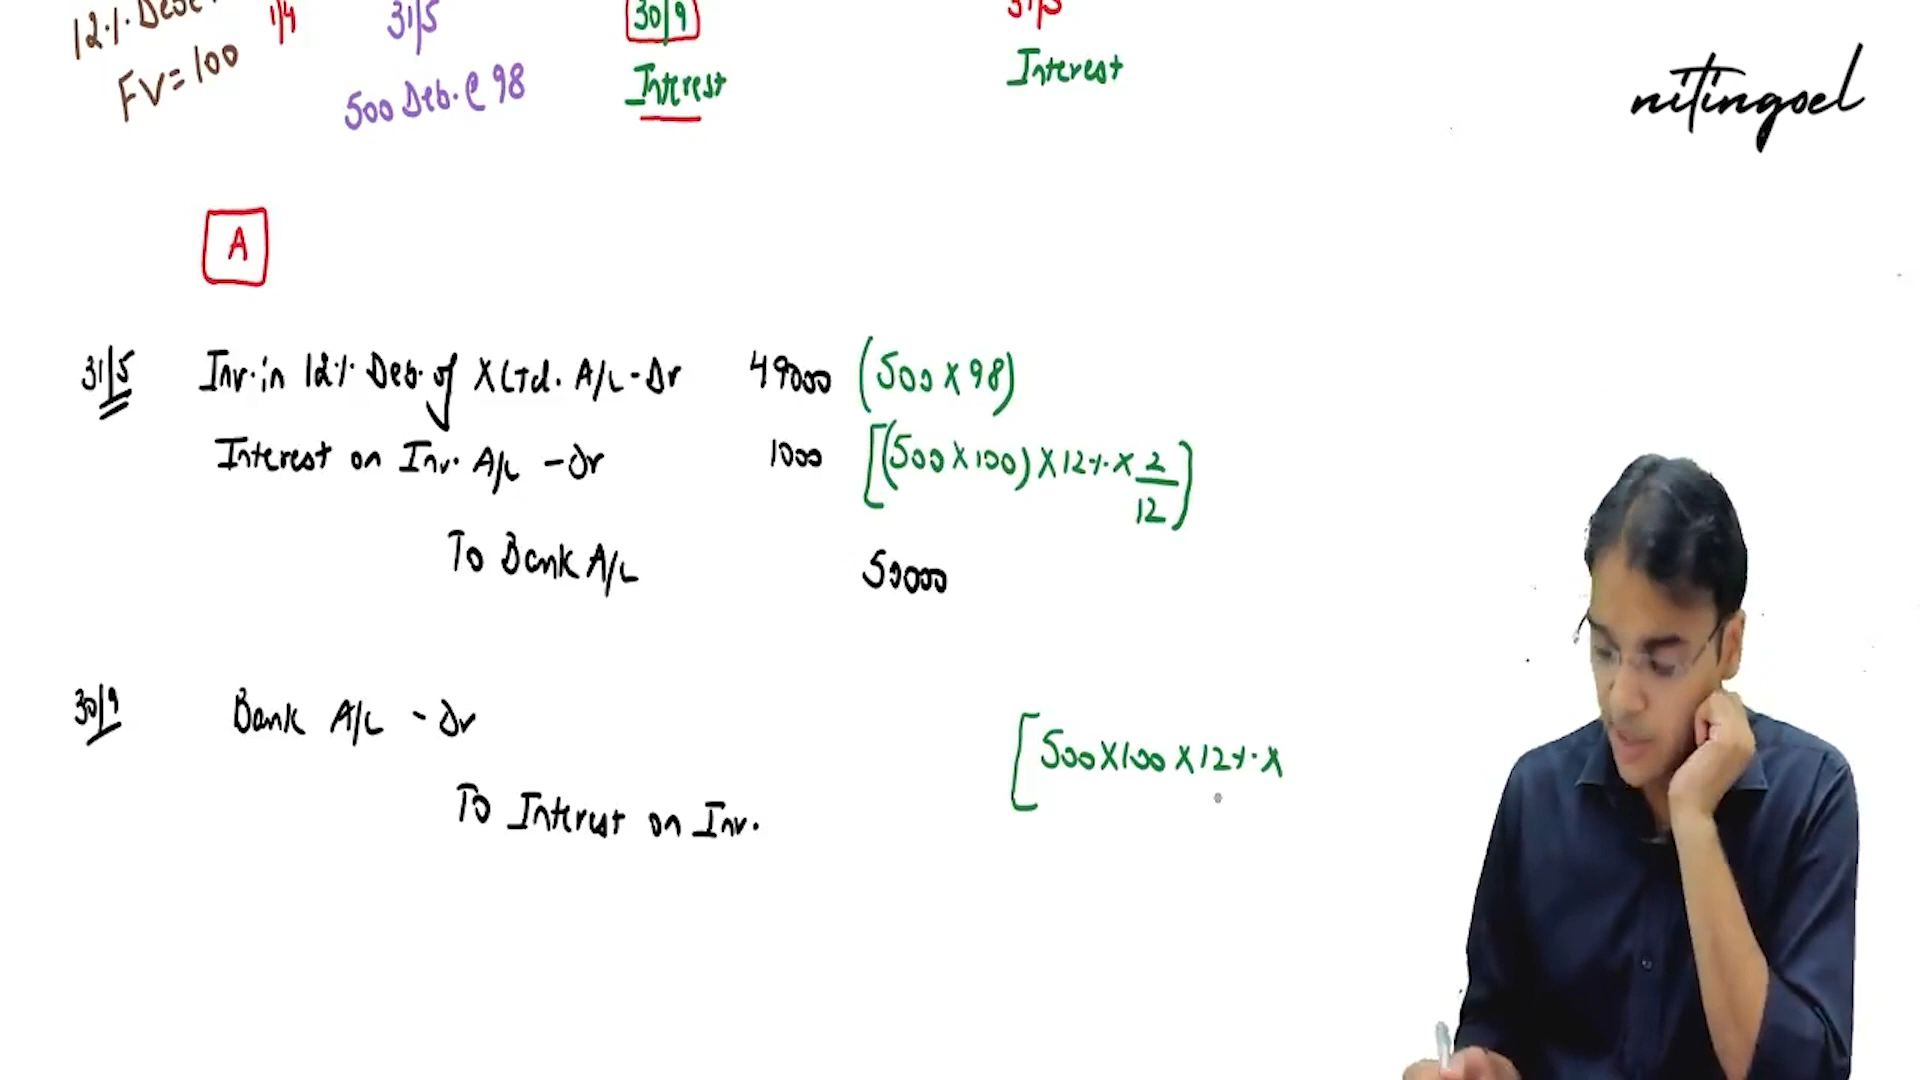 12% Debe
1/4
31/5
30/9
31/3
FV=100
500 Deb. @ 98
Interest
Interest
nitingoel
A
31/5 Inv. in 12% Deb. of X Ltd. A/c - Dr 49000 (500 X 98)
Interest on Inv. A/c - Dr 1000 [(500 X 100) X 12% X 2/12]
To Bank A/c 50000
30/9 Bank A/c - Dr [500 X 100 X 12% X
To Interest on Inv.